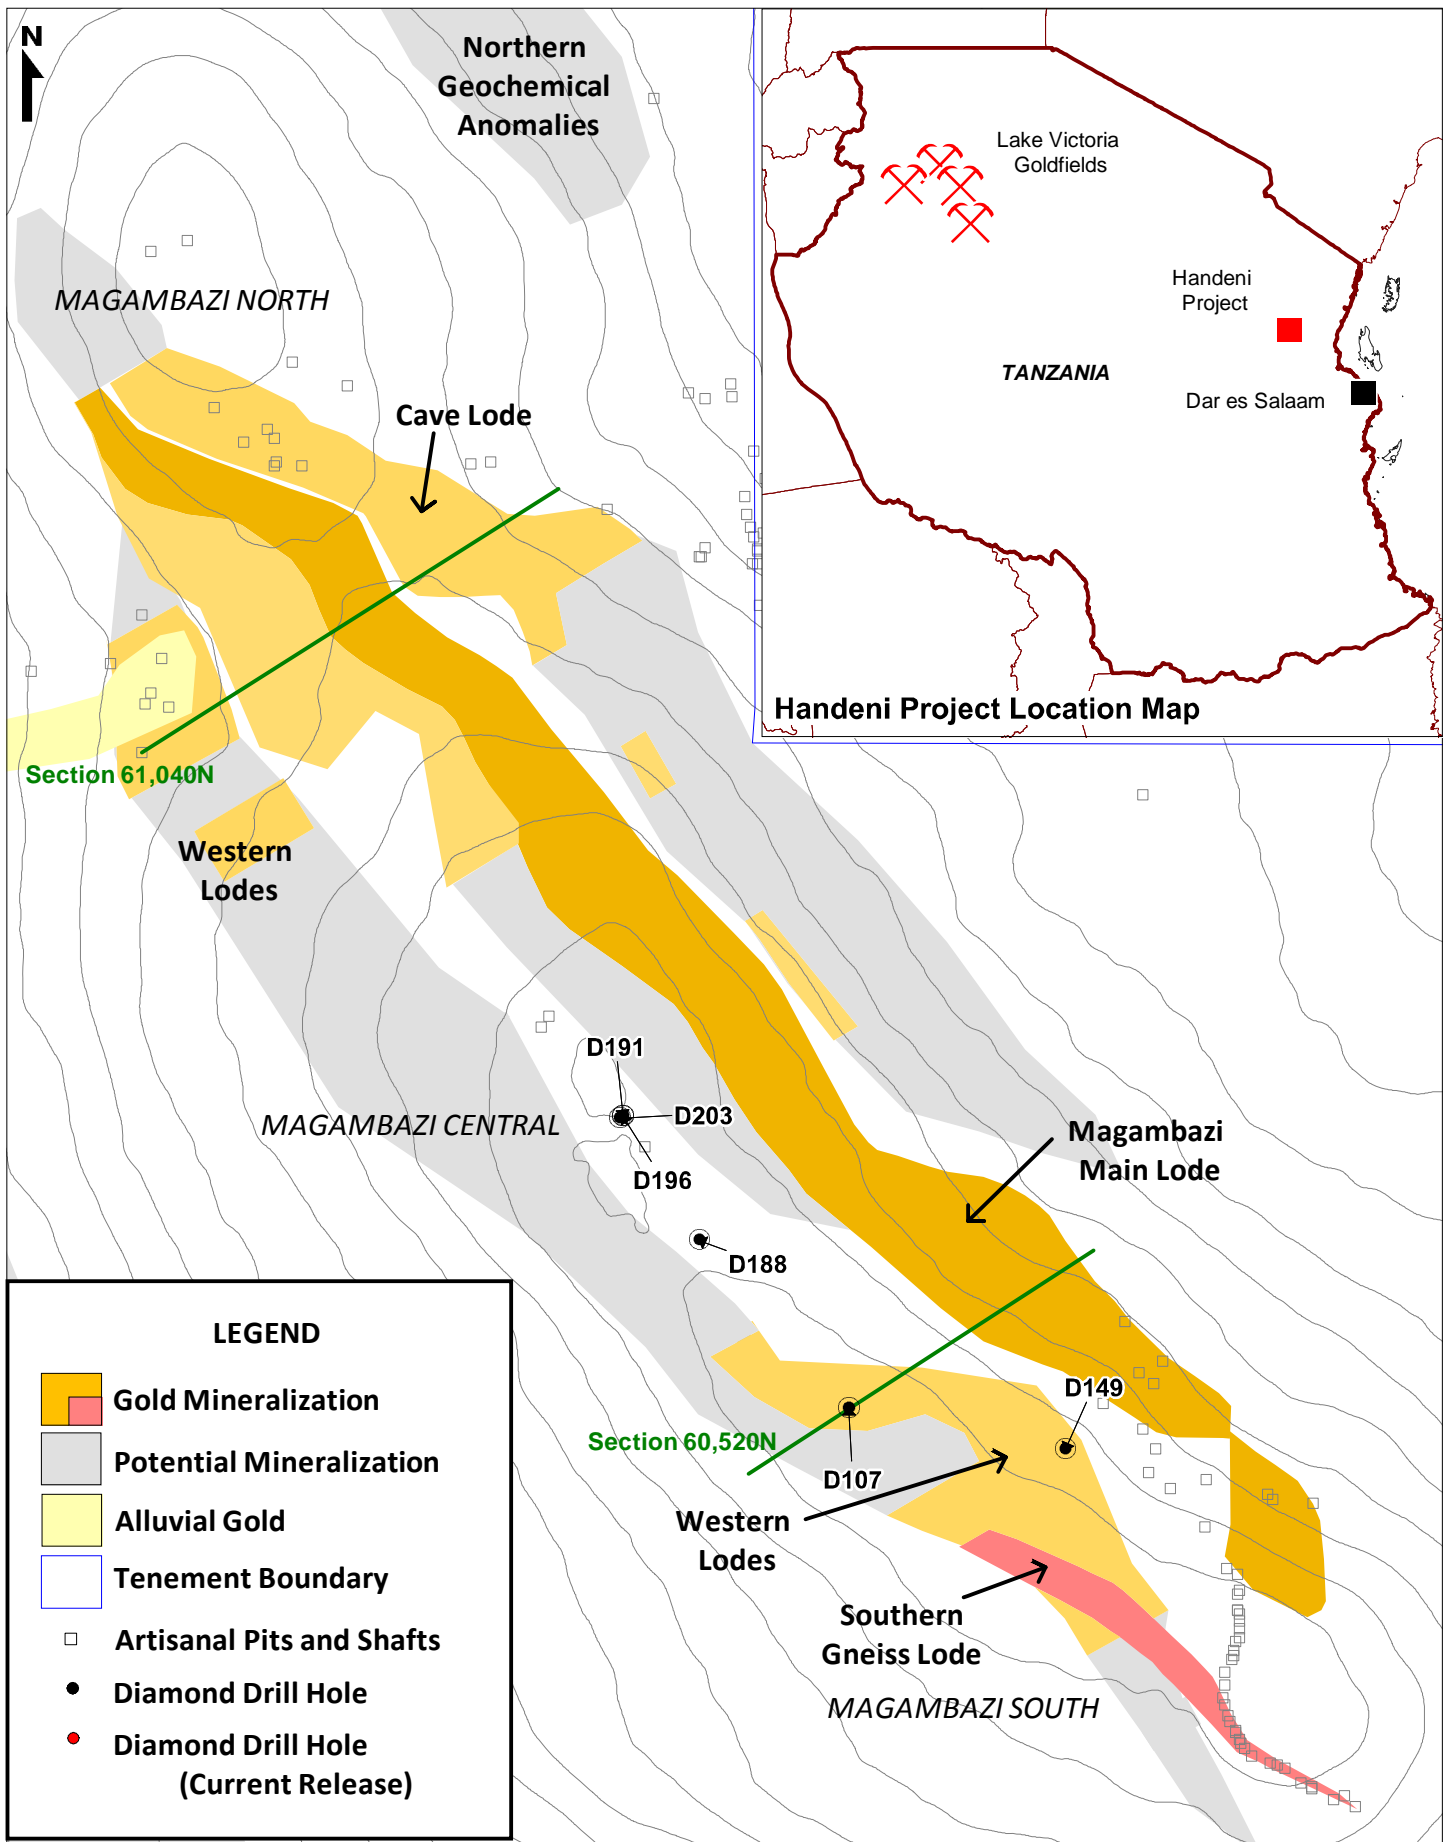 N
Northern
Geochemical
Anomalies
MAGAMBAZI NORTH
Cave Lode
Lake Victoria
Goldfields
Handeni
Project
TANZANIA
Dar es Salaam
Handeni Project Location Map
Section 61,040N
Western
Lodes
D191
D203
D196
MAGAMBAZI CENTRAL
Magambazi
Main Lode
D188
D149
Section 60,520N
D107
Western
Lodes
Southern
Gneiss Lode
MAGAMBAZI SOUTH
LEGEND
Gold Mineralization
Potential Mineralization
Alluvial Gold
Tenement Boundary
Artisanal Pits and Shafts
Diamond Drill Hole
Diamond Drill Hole
(Current Release)